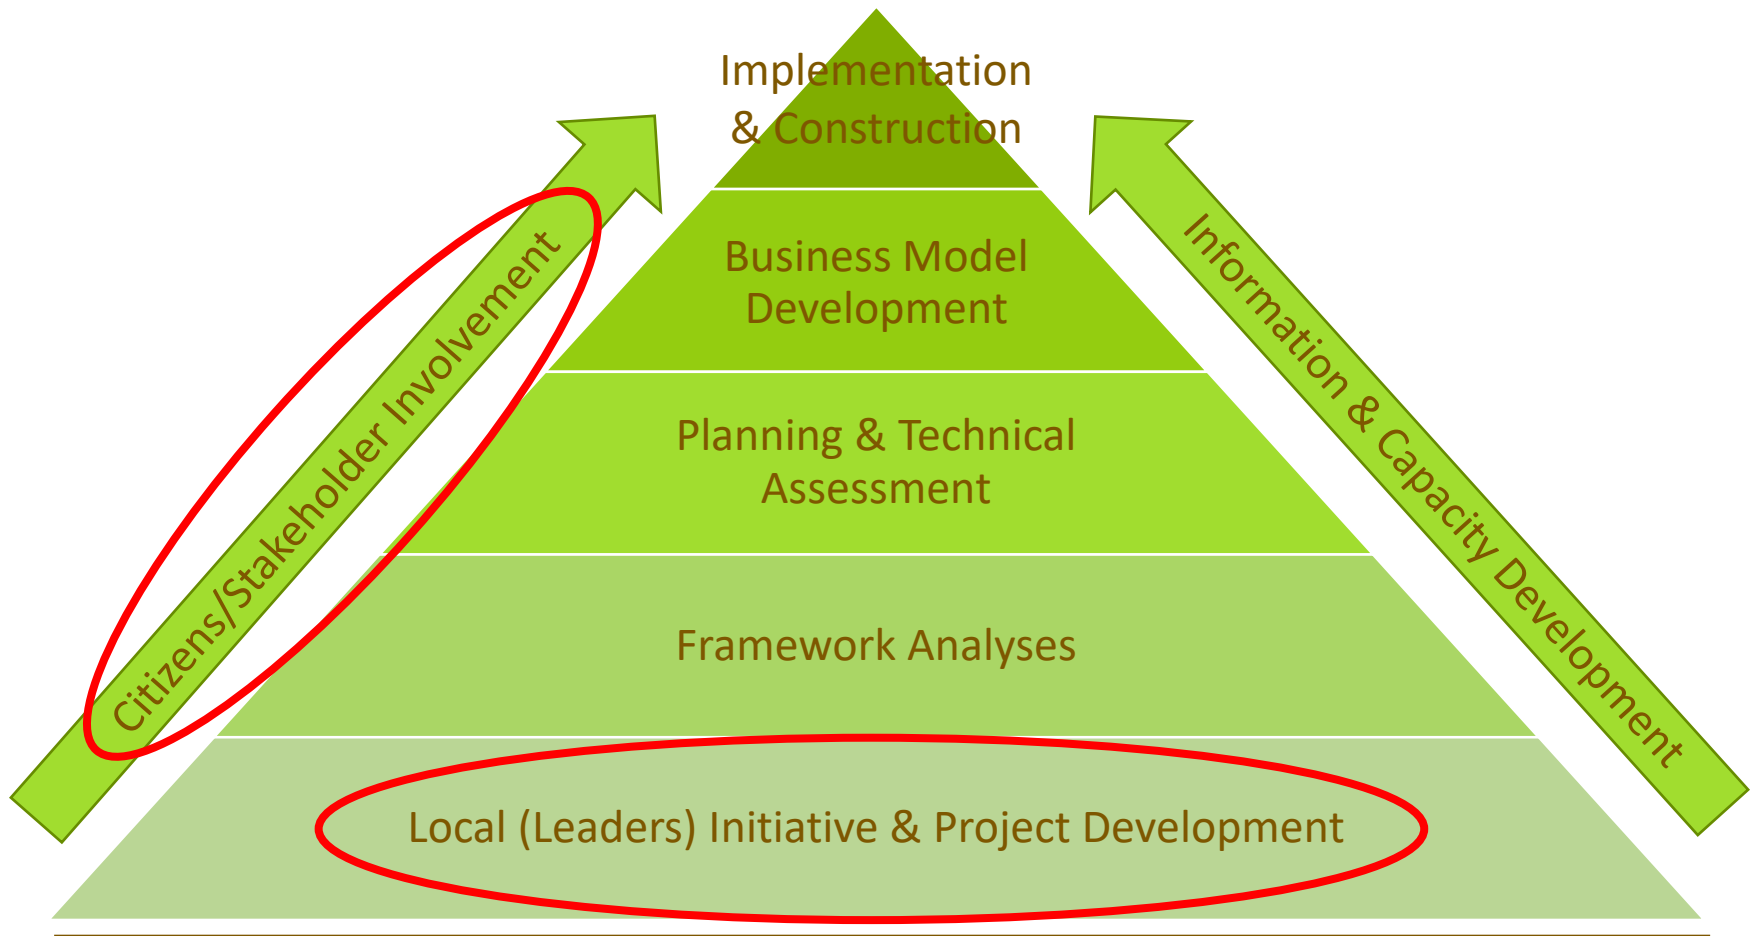 Implementation
& Construction
Business Model
Development
Planning & Technical
Assessment
Framework Analyses
Local (Leaders) Initiative & Project Development
Citizens/Stakeholder Involvement
Information & Capacity Development